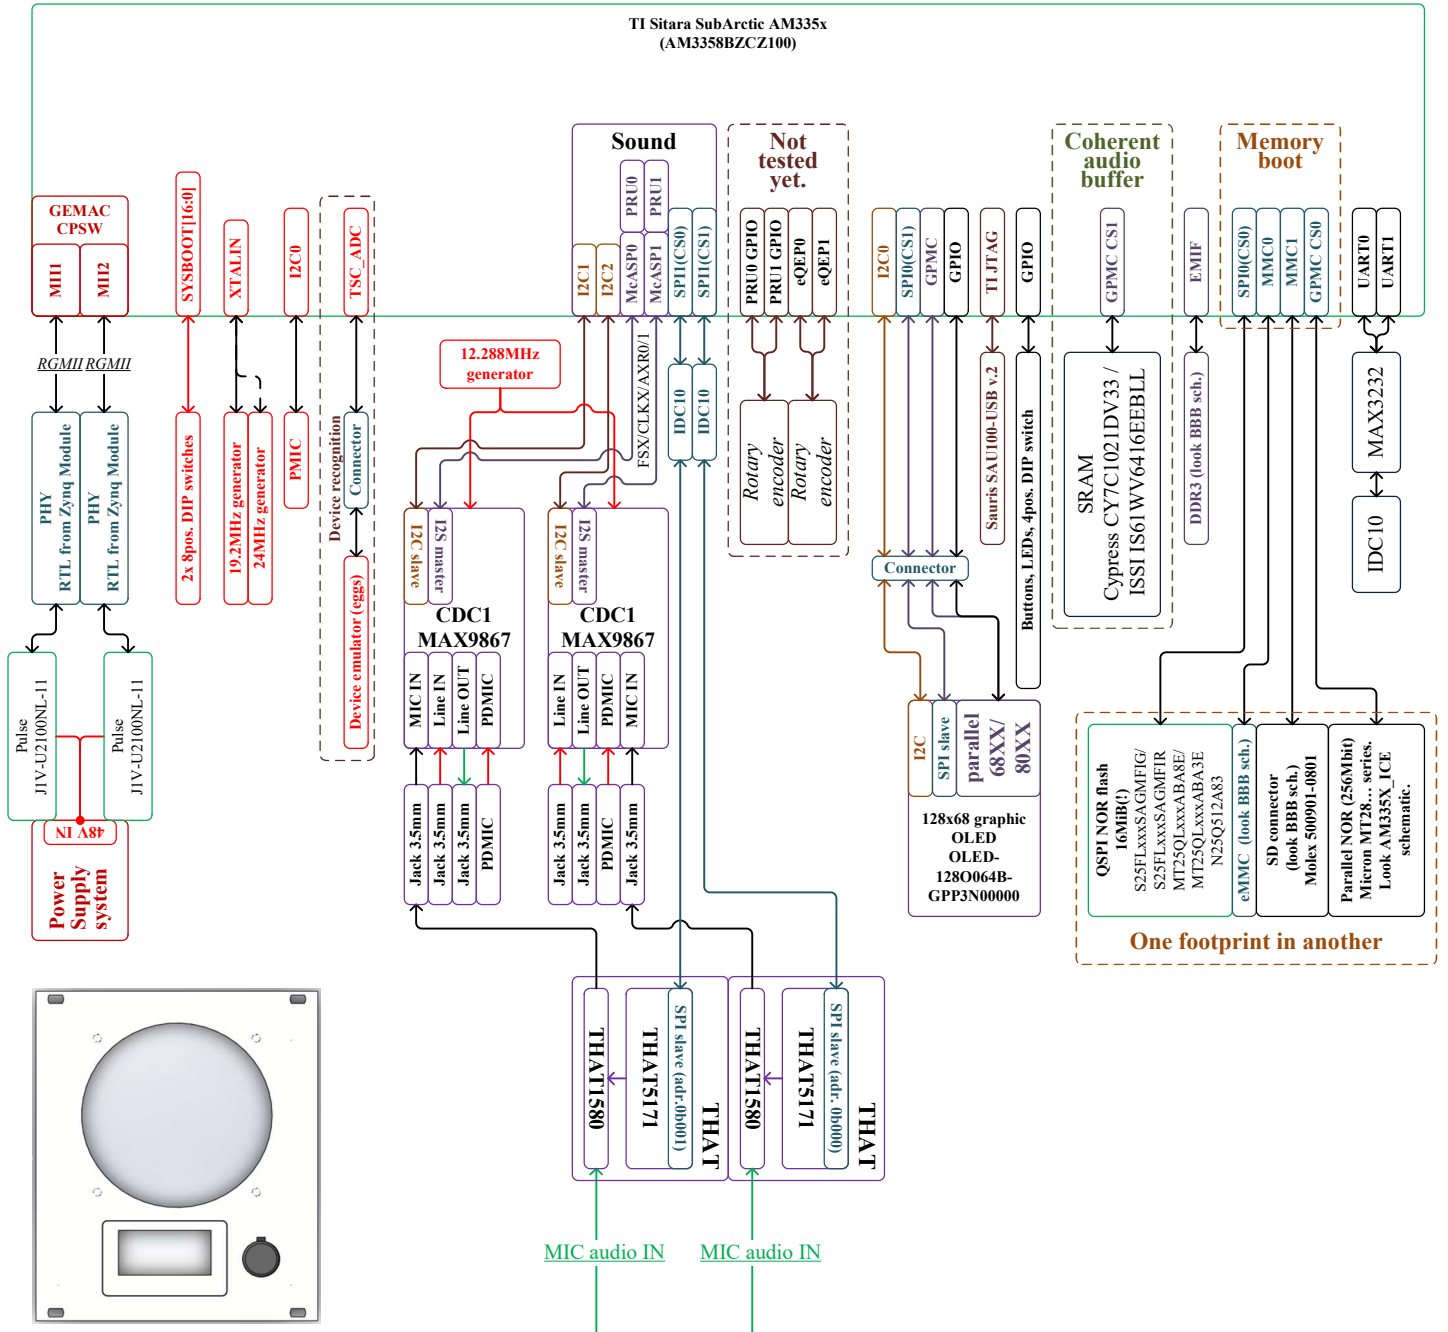 TI Sitara SubArctic AM335x
(AM3358BZCZ100)
GEMAC
CPSW
MII1
MII2
SYSBOOT[16:0]
XTALIN
I2C0
TSC_ADC
Sound
I2C1
I2C2
PRU0
McASP0
PRU1
McASP1
SPI1(CS0)
SPI1(CS1)
Not
tested
yet.
PRU0 GPIO
PRU1 GPIO
eQEP0
eQEP1
I2C0
SPI0(CS1)
GPMC
GPIO
TI JTAG
GPIO
Coherent
audio
buffer
GPMC CS1
EMIF
Memory
boot
SPI0(CS0)
MMC0
MMC1
GPMC CS0
UART0
UART1
RGMII
RGMII
12.288MHz
generator
FSX/CLKX/AXR0/1
IDC10
IDC10
PHY
RTL from Zynq Module
PHY
RTL from Zynq Module
2x 8pos. DIP switches
19.2MHz generator
24MHz generator
PMIC
Device recognition
Connector
Device emulator (eggs)
Rotary
encoder
Rotary
encoder
Sauris SAU100-USB v.2
Buttons, LEDs, 4pos. DIP switch
SRAM
Cypress CY7C1021DV33 /
ISSI IS61WV6416EEBLL
DDR3 (look BBB sch.)
MAX3232
IDC10
I2C slave
I2S master
CDC1
MAX9867
MIC IN
Line IN
Line OUT
PDMIC
I2C slave
I2S master
CDC1
MAX9867
Line IN
Line OUT
PDMIC
MIC IN
Connector
I2C
SPI slave
parallel
68XX/
80XX
128x68 graphic
OLED
OLED-
128O064B-
GPP3N00000
Pulse
J1V-U2100NL-11
Pulse
J1V-U2100NL-11
48V IN
Power
Supply
system
Jack 3.5mm
Jack 3.5mm
Jack 3.5mm
PDMIC
Jack 3.5mm
Jack 3.5mm
PDMIC
Jack 3.5mm
QSPI NOR flash
16MiB(!)
S25FLxxxSAGMFIG/
S25FLxxxSAGMFIR
MT25QLxxxABA8E/
MT25QLxxxABA3E
N25Q512A83
eMMC (look BBB sch.)
SD connector
(look BBB sch.)
Molex 500901-0801
Parallel NOR (256Mbit)
Micron MT28... series.
Look AM335X_ICE
schematic.
One footprint in another
THAT1580
THAT5171
SPI slave (adr.0b001)
THAT
THAT1580
THAT5171
SPI slave (adr. 0b000)
THAT
MIC audio IN
MIC audio IN